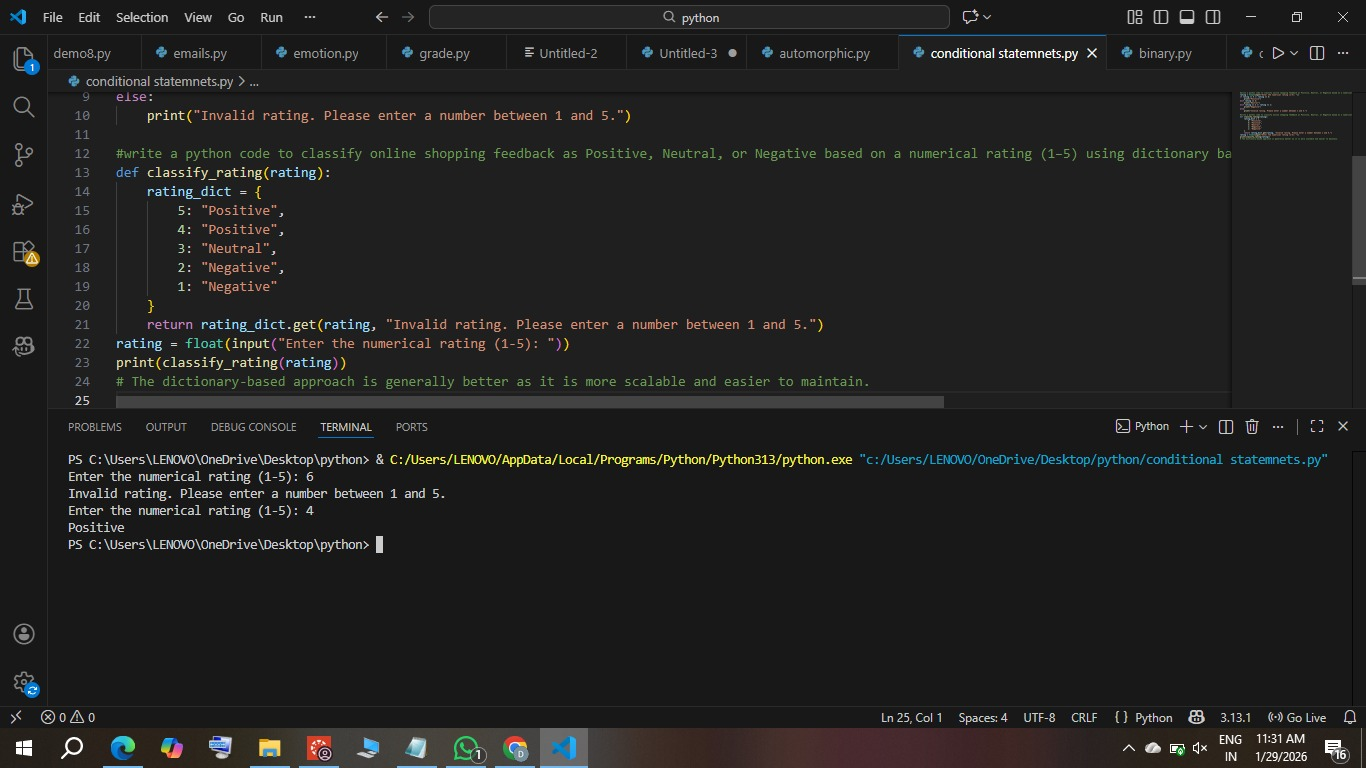 File Edit Selection View Go Run ··· python
demo8.py emails.py emotion.py grade.py Untitled-2 Untitled-3 automorphic.py conditional statemnets.py binary.py c
conditional statemnets.py > ...
9 else:
10 print("Invalid rating. Please enter a number between 1 and 5.")
11
12 #write a python code to classify online shopping feedback as Positive, Neutral, or Negative based on a numerical rating (1–5) using dictionary ba
13 def classify_rating(rating):
14 rating_dict = {
15 5: "Positive",
16 4: "Positive",
17 3: "Neutral",
18 2: "Negative",
19 1: "Negative"
20 }
21 return rating_dict.get(rating, "Invalid rating. Please enter a number between 1 and 5.")
22 rating = float(input("Enter the numerical rating (1-5): "))
23 print(classify_rating(rating))
24 # The dictionary-based approach is generally better as it is more scalable and easier to maintain.
25
PROBLEMS OUTPUT DEBUG CONSOLE TERMINAL PORTS Python
PS C:\Users\LENOVO\OneDrive\Desktop\python> & C:/Users/LENOVO/AppData/Local/Programs/Python/Python313/python.exe "c:/Users/LENOVO/OneDrive/Desktop/python/conditional statemnets.py"
Enter the numerical rating (1-5): 6
Invalid rating. Please enter a number between 1 and 5.
Enter the numerical rating (1-5): 4
Positive
PS C:\Users\LENOVO\OneDrive\Desktop\python>
1
0 0 Ln 25, Col 1 Spaces: 4 UTF-8 CRLF { } Python 3.13.1 Go Live
1 D ENG 11:31 AM
IN 1/29/2026 16